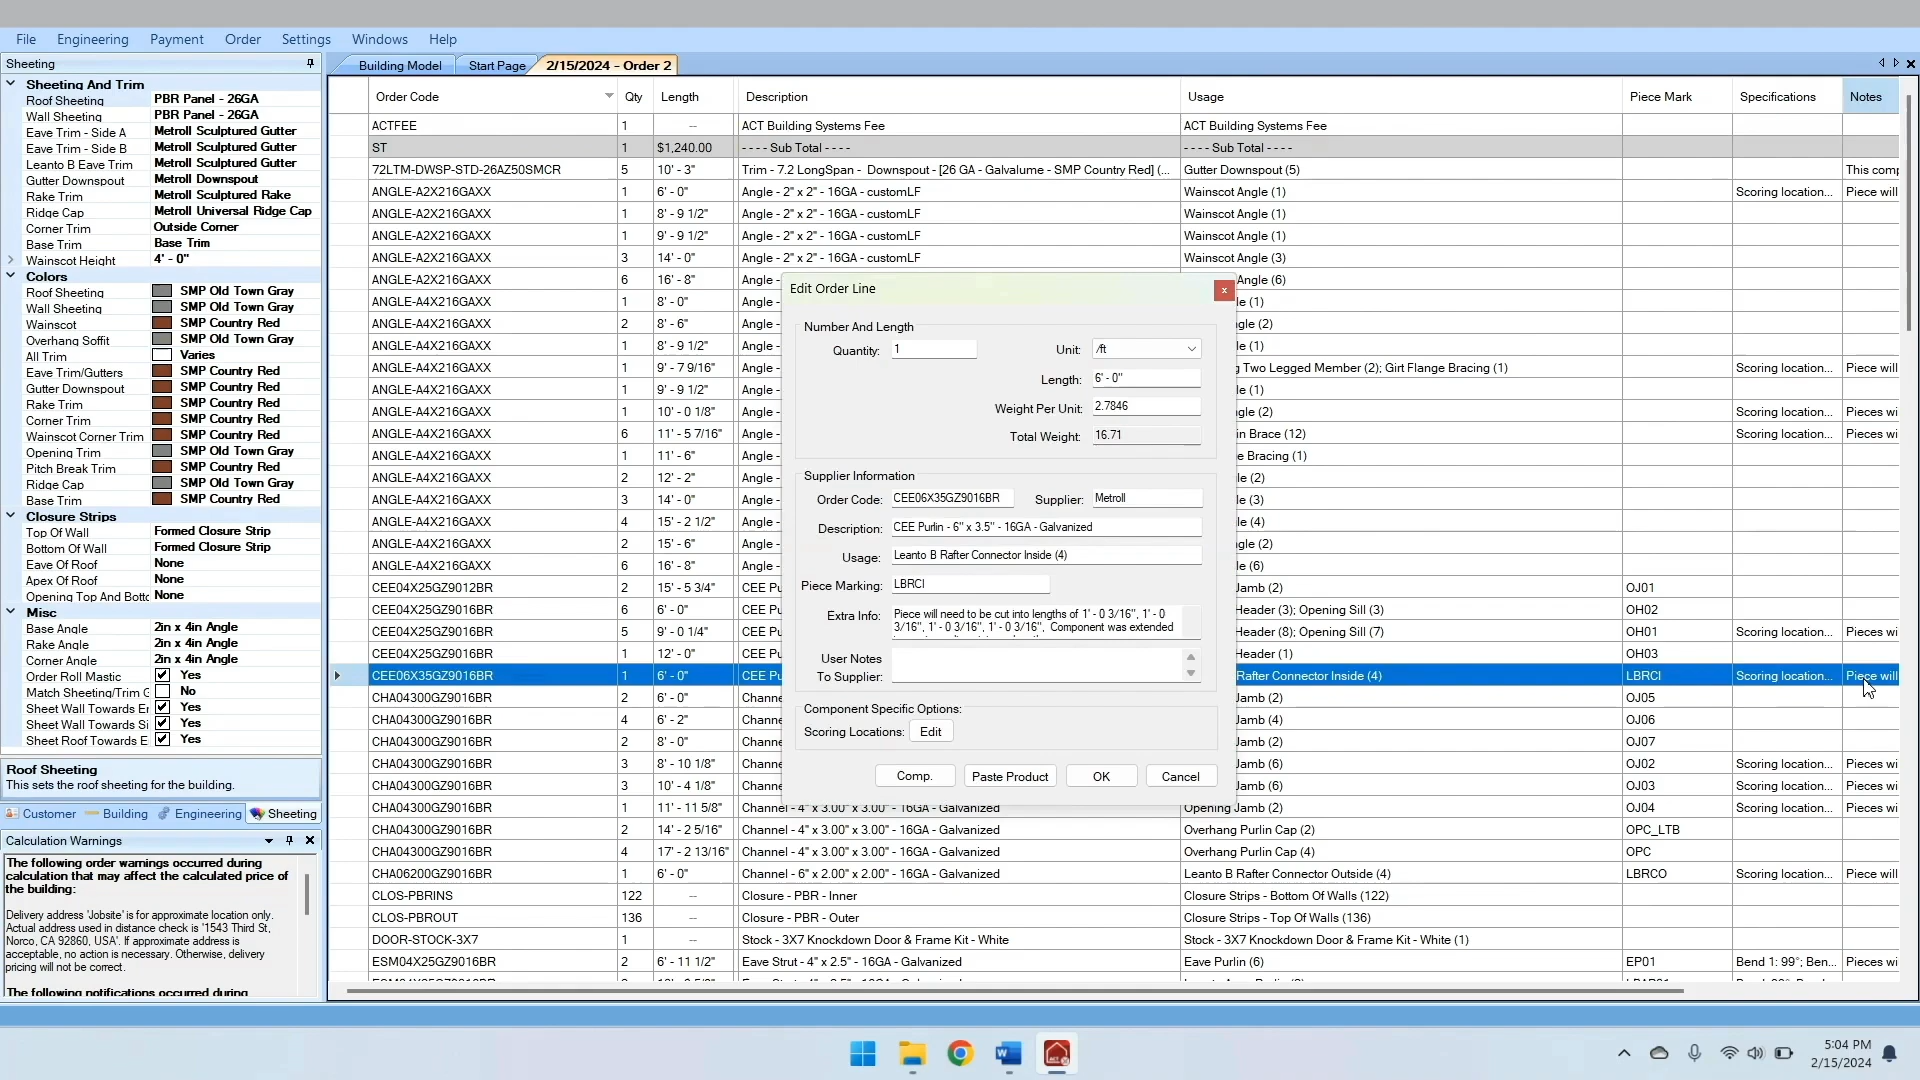 File Engineering Payment Order Settings Windows Help
Sheeting
Building Model Start Page 2/15/2024 - Order 2
Sheeting And Trim
Roof Sheeting PBR Panel - 26GA
Wall Sheeting PBR Panel - 26GA
Eave Trim - Side A Metroll Sculptured Gutter
Eave Trim - Side B Metroll Sculptured Gutter
Leanto B Eave Trim Metroll Sculptured Gutter
Gutter Downspout Metroll Downspout
Rake Trim Metroll Sculptured Rake
Ridge Cap Metroll Universal Ridge Cap
Corner Trim Outside Corner
Base Trim Base Trim
Wainscot Height 4' - 0"
Colors
Roof Sheeting SMP Old Town Gray
Wall Sheeting SMP Old Town Gray
Wainscot SMP Country Red
Overhang Soffit SMP Old Town Gray
All Trim Varies
Eave Trim/Gutters SMP Country Red
Gutter Downspout SMP Country Red
Rake Trim SMP Country Red
Corner Trim SMP Country Red
Wainscot Corner Trim SMP Country Red
Opening Trim SMP Old Town Gray
Pitch Break Trim SMP Country Red
Ridge Cap SMP Old Town Gray
Base Trim SMP Country Red
Closure Strips
Top Of Wall Formed Closure Strip
Bottom Of Wall Formed Closure Strip
Eave Of Roof None
Apex Of Roof None
Opening Top And Botto None
Misc
Base Angle 2in x 4in Angle
Rake Angle 2in x 4in Angle
Corner Angle 2in x 4in Angle
Order Roll Mastic Yes
Match Sheeting/Trim No
Sheet Wall Towards Yes
Sheet Wall Towards Yes
Sheet Roof Towards Yes
Roof Sheeting
This sets the roof sheeting for the building.
Customer Building Engineering Sheeting
Calculation Warnings
The following order warnings occurred during
calculation that may affect the calculated price of
the building:
Delivery address 'Jobsite' is for approximate location only.
Actual address used in distance check is '1543 Third St,
Norco, CA 92860, USA'. If approximate address is
acceptable, no action is necessary. Otherwise, delivery
pricing will not be correct.
The following notifications occurred during
Order Code Qty Length Description Usage Piece Mark Specifications Notes
ACTFEE 1 -- ACT Building Systems Fee ACT Building Systems Fee
ST 1 $1,240.00 - - - - Sub Total - - - - - - - - Sub Total - - - -
72LTM-DWSP-STD-26AZ50SMCR 5 10' - 3" Trim - 7.2 LongSpan - Downspout - [26 GA - Galvalume - SMP Country Red] (... Gutter Downspout (5) This comp
ANGLE-A2X216GAXX 1 6' - 0" Angle - 2" x 2" - 16GA - customLF Wainscot Angle (1) Scoring location... Piece will
ANGLE-A2X216GAXX 1 8' - 9 1/2" Angle - 2" x 2" - 16GA - customLF Wainscot Angle (1)
ANGLE-A2X216GAXX 1 9' - 9 1/2" Angle - 2" x 2" - 16GA - customLF Wainscot Angle (1)
ANGLE-A2X216GAXX 3 14' - 0" Angle - 2" x 2" - 16GA - customLF Wainscot Angle (3)
ANGLE-A2X216GAXX 6 16' - 8" Angle - Angle (6)
ANGLE-A4X216GAXX 1 8' - 0" Angle - le (1)
ANGLE-A4X216GAXX 2 8' - 6" Angle - gle (2)
ANGLE-A4X216GAXX 1 8' - 9 1/2" Angle - le (1)
ANGLE-A4X216GAXX 1 9' - 7 9/16" Angle - g Two Legged Member (2); Girt Flange Bracing (1) Scoring location... Piece will
ANGLE-A4X216GAXX 1 9' - 9 1/2" Angle - le (1)
ANGLE-A4X216GAXX 1 10' - 0 1/8" Angle - gle (2) Scoring location... Pieces wi
ANGLE-A4X216GAXX 6 11' - 5 7/16" Angle - in Brace (12) Scoring location... Pieces wi
ANGLE-A4X216GAXX 1 11' - 6" Angle - e Bracing (1)
ANGLE-A4X216GAXX 2 12' - 2" Angle - le (2)
ANGLE-A4X216GAXX 3 14' - 0" Angle - le (3)
ANGLE-A4X216GAXX 4 15' - 2 1/2" Angle - le (4)
ANGLE-A4X216GAXX 2 15' - 6" Angle - gle (2)
ANGLE-A4X216GAXX 6 16' - 8" Angle - le (6)
CEE04X25GZ9012BR 2 15' - 5 3/4" CEE Pu Jamb (2) OJ01
CEE04X25GZ9016BR 6 6' - 0" CEE Pu Header (3); Opening Sill (3) OH02
CEE04X25GZ9016BR 5 9' - 0 1/4" CEE Pu Header (8); Opening Sill (7) OH01 Scoring location... Pieces wi
CEE04X25GZ9016BR 1 12' - 0" CEE Pu Header (1) OH03
CEE06X35GZ9016BR 1 6' - 0" CEE Pu Rafter Connector Inside (4) LBRCI Scoring location... Piece will
CHA04300GZ9016BR 2 6' - 0" Channe Jamb (2) OJ05
CHA04300GZ9016BR 4 6' - 2" Channe Jamb (4) OJ06
CHA04300GZ9016BR 2 8' - 0" Channe Jamb (2) OJ07
CHA04300GZ9016BR 3 8' - 10 1/8" Channe Jamb (6) OJ02 Scoring location... Pieces wi
CHA04300GZ9016BR 3 10' - 4 1/8" Channe Jamb (6) OJ03 Scoring location... Pieces wi
CHA04300GZ9016BR 1 11' - 11 5/8" Channel - 4" x 3.00" x 3.00" - 16GA - Galvanized Opening Jamb (2) OJ04 Scoring location... Pieces wi
CHA04300GZ9016BR 2 14' - 2 5/16" Channel - 4" x 3.00" x 3.00" - 16GA - Galvanized Overhang Purlin Cap (2) OPC_LTB
CHA04300GZ9016BR 4 17' - 2 13/16" Channel - 4" x 3.00" x 3.00" - 16GA - Galvanized Overhang Purlin Cap (4) OPC
CHA06200GZ9016BR 1 6' - 0" Channel - 6" x 2.00" x 2.00" - 16GA - Galvanized Leanto B Rafter Connector Outside (4) LBRCO Scoring location... Piece will
CLOS-PBRINS 122 -- Closure - PBR - Inner Closure Strips - Bottom Of Walls (122)
CLOS-PBROUT 136 -- Closure - PBR - Outer Closure Strips - Top Of Walls (136)
DOOR-STOCK-3X7 1 -- Stock - 3X7 Knockdown Door & Frame Kit - White Stock - 3X7 Knockdown Door & Frame Kit - White (1)
ESM04X25GZ9016BR 2 6' - 11 1/2" Eave Strut - 4" x 2.5" - 16GA - Galvanized Eave Purlin (6) EP01 Bend 1: 99°; Ben... Pieces wi
Edit Order Line
Number And Length
Quantity: 1 Unit: /ft
Length: 6' - 0"
Weight Per Unit: 2.7846
Total Weight: 16.71
Supplier Information
Order Code: CEE06X35GZ9016BR Supplier: Metroll
Description: CEE Purlin - 6" x 3.5" - 16GA - Galvanized
Usage: Leanto B Rafter Connector Inside (4)
Piece Marking: LBRCI
Extra Info: Piece will need to be cut into lengths of 1' - 0 3/16", 1' - 0
3/16", 1' - 0 3/16", 1' - 0 3/16", Component was extended
User Notes
To Supplier:
Component Specific Options:
Scoring Locations: Edit
Comp. Paste Product OK Cancel
5:04 PM
2/15/2024